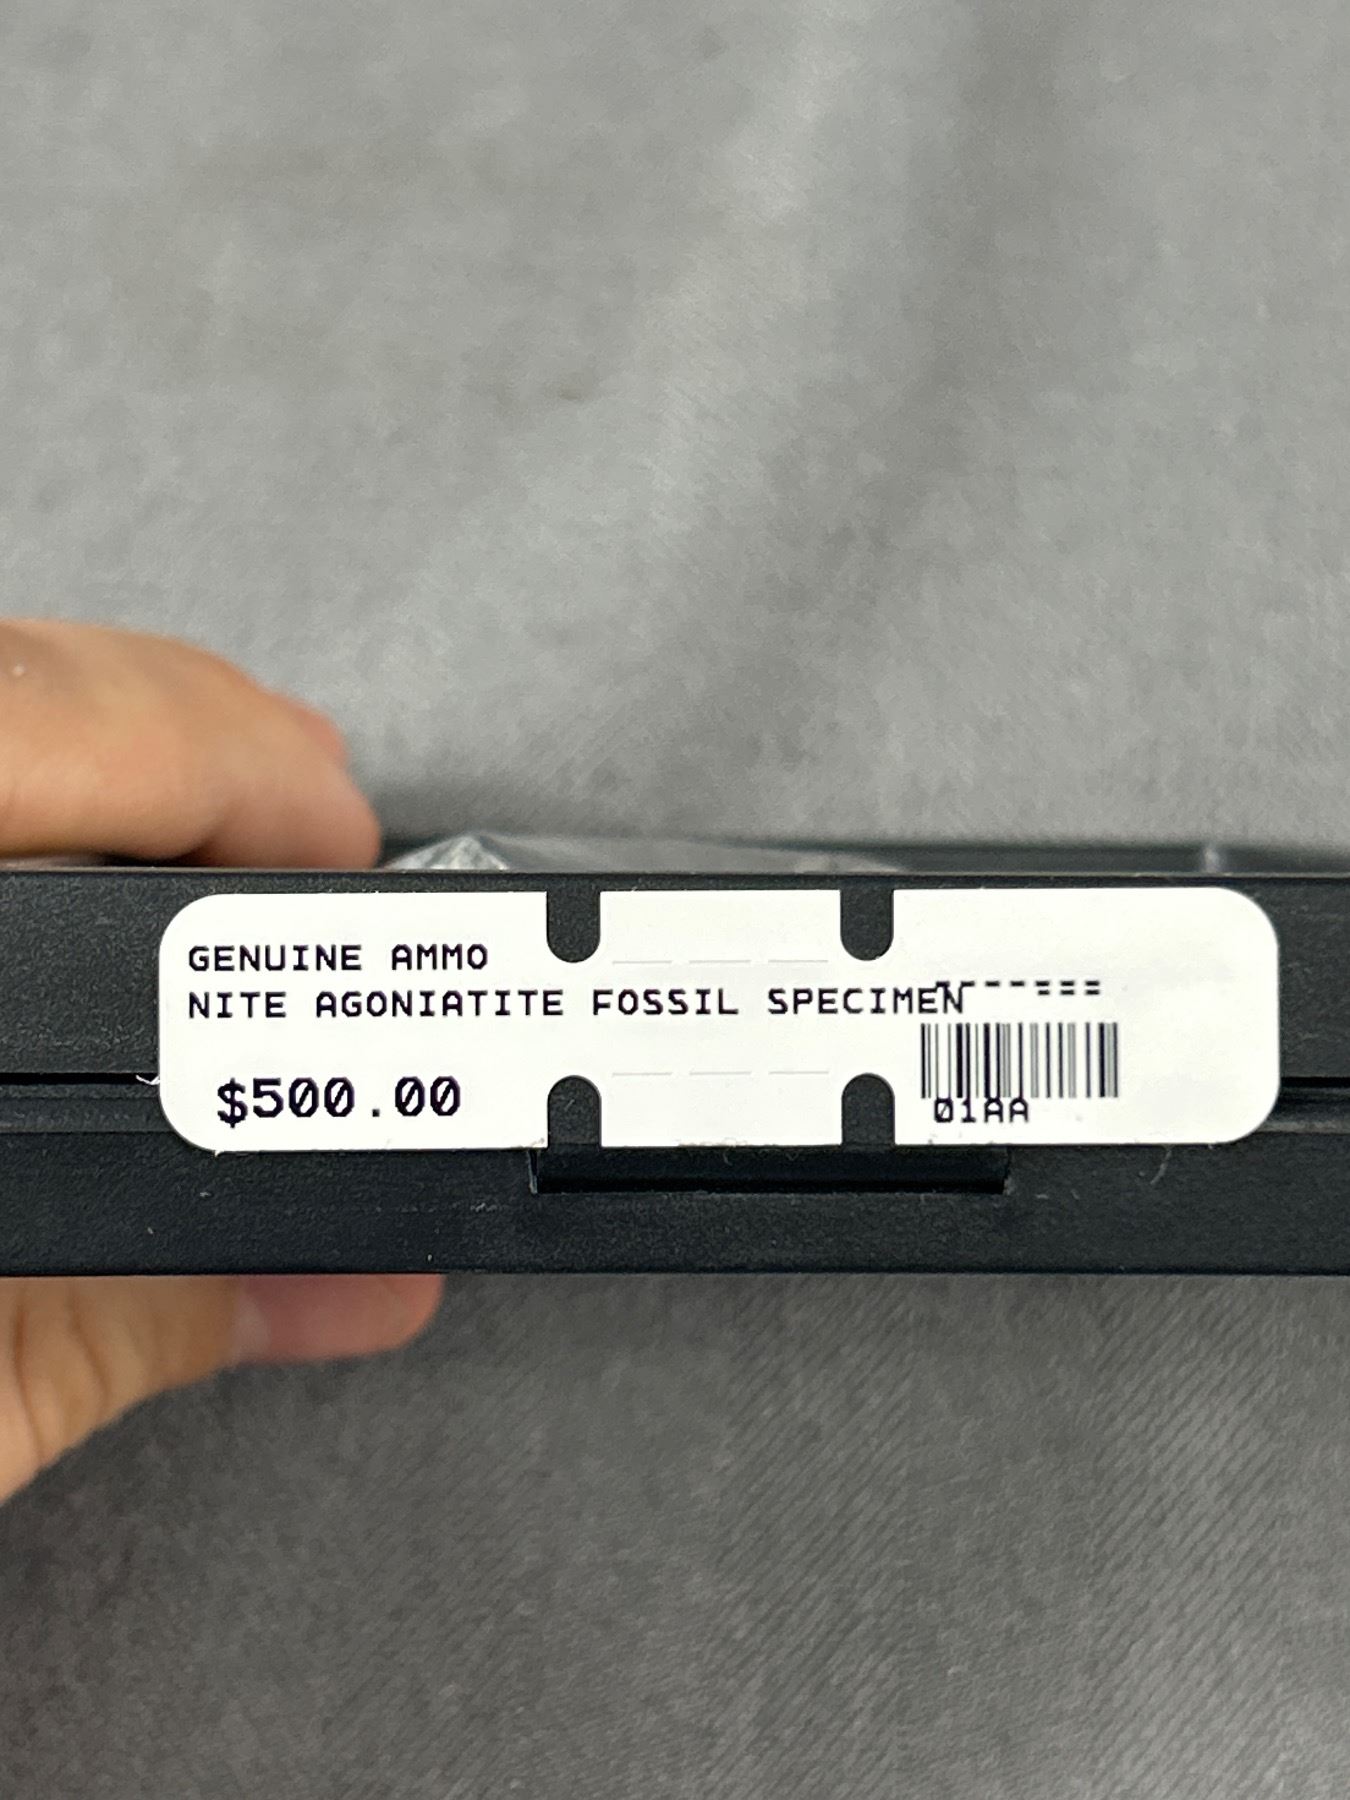 GENUINE AMMO
NITE AGONIATITE FOSSIL SPECIMEN
$500.00
01AA